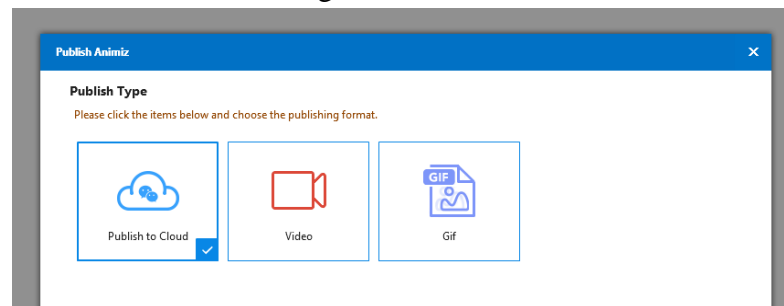 Publish Animiz
Publish Type
Please click the items below and choose the publishing format.
Publish to Cloud
Video
GIF
Gif